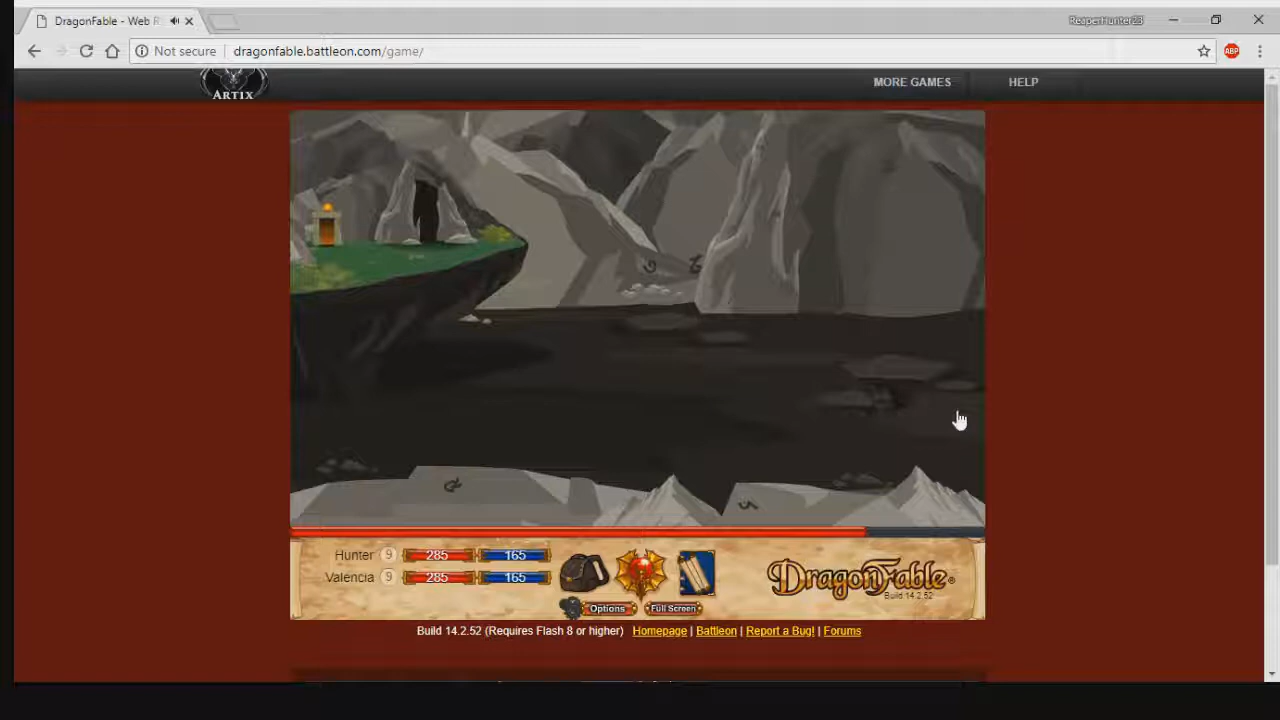 DragonFable - Web R
ReaperHunter23
Not secure
dragonfable.battleon.com/game/
ABP
ARTIX
MORE GAMES
HELP
Hunter 9 285 165
Valencia 9 285 165
DragonFable
Build 14.2.52
Options
Full Screen
Build 14.2.52 (Requires Flash 8 or higher) Homepage | Battleon | Report a Bug! | Forums